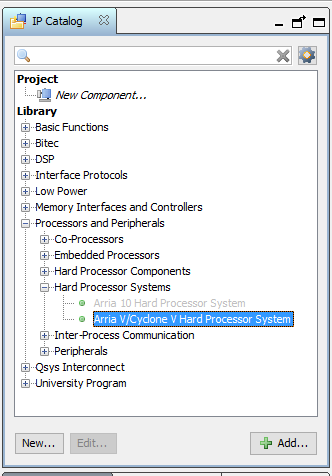 IP Catalog
Project
New Component...
Library
Basic Functions
Bitec
DSP
Interface Protocols
Low Power
Memory Interfaces and Controllers
Processors and Peripherals
Co-Processors
Embedded Processors
Hard Processor Components
Hard Processor Systems
Arria 10 Hard Processor System
Arria V/Cyclone V Hard Processor System
Inter-Process Communication
Peripherals
Qsys Interconnect
University Program
New... Edit... Add...